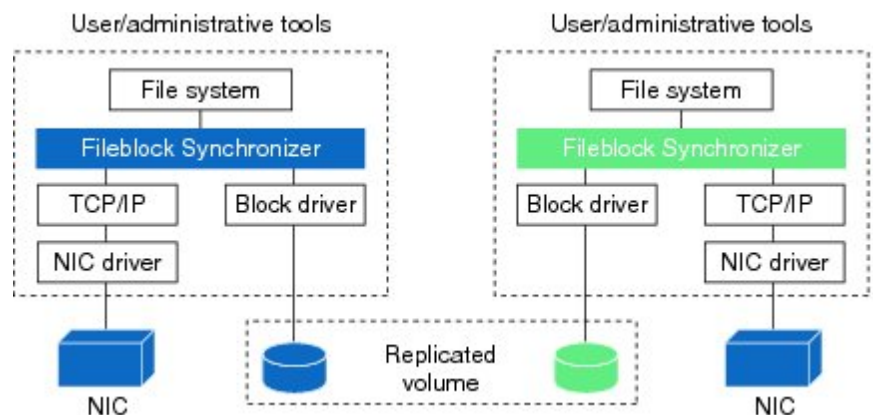 User/administrative tools
User/administrative tools
File system
File system
Fileblock Synchronizer
Fileblock Synchronizer
TCP/IP
Block driver
Block driver
TCP/IP
NIC driver
NIC driver
Replicated
volume
NIC
NIC